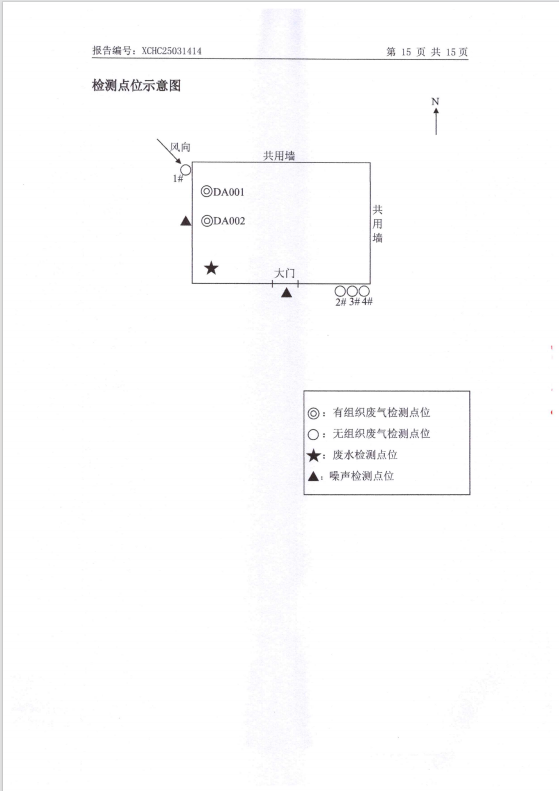 报告编号：XCHC25031414
第 15 页 共 15页
检测点位示意图
N
风向
共用墙
1#
DA001
DA002
共用墙
大门
2# 3# 4#
◎：有组织废气检测点位
○：无组织废气检测点位
★：废水检测点位
▲：噪声检测点位